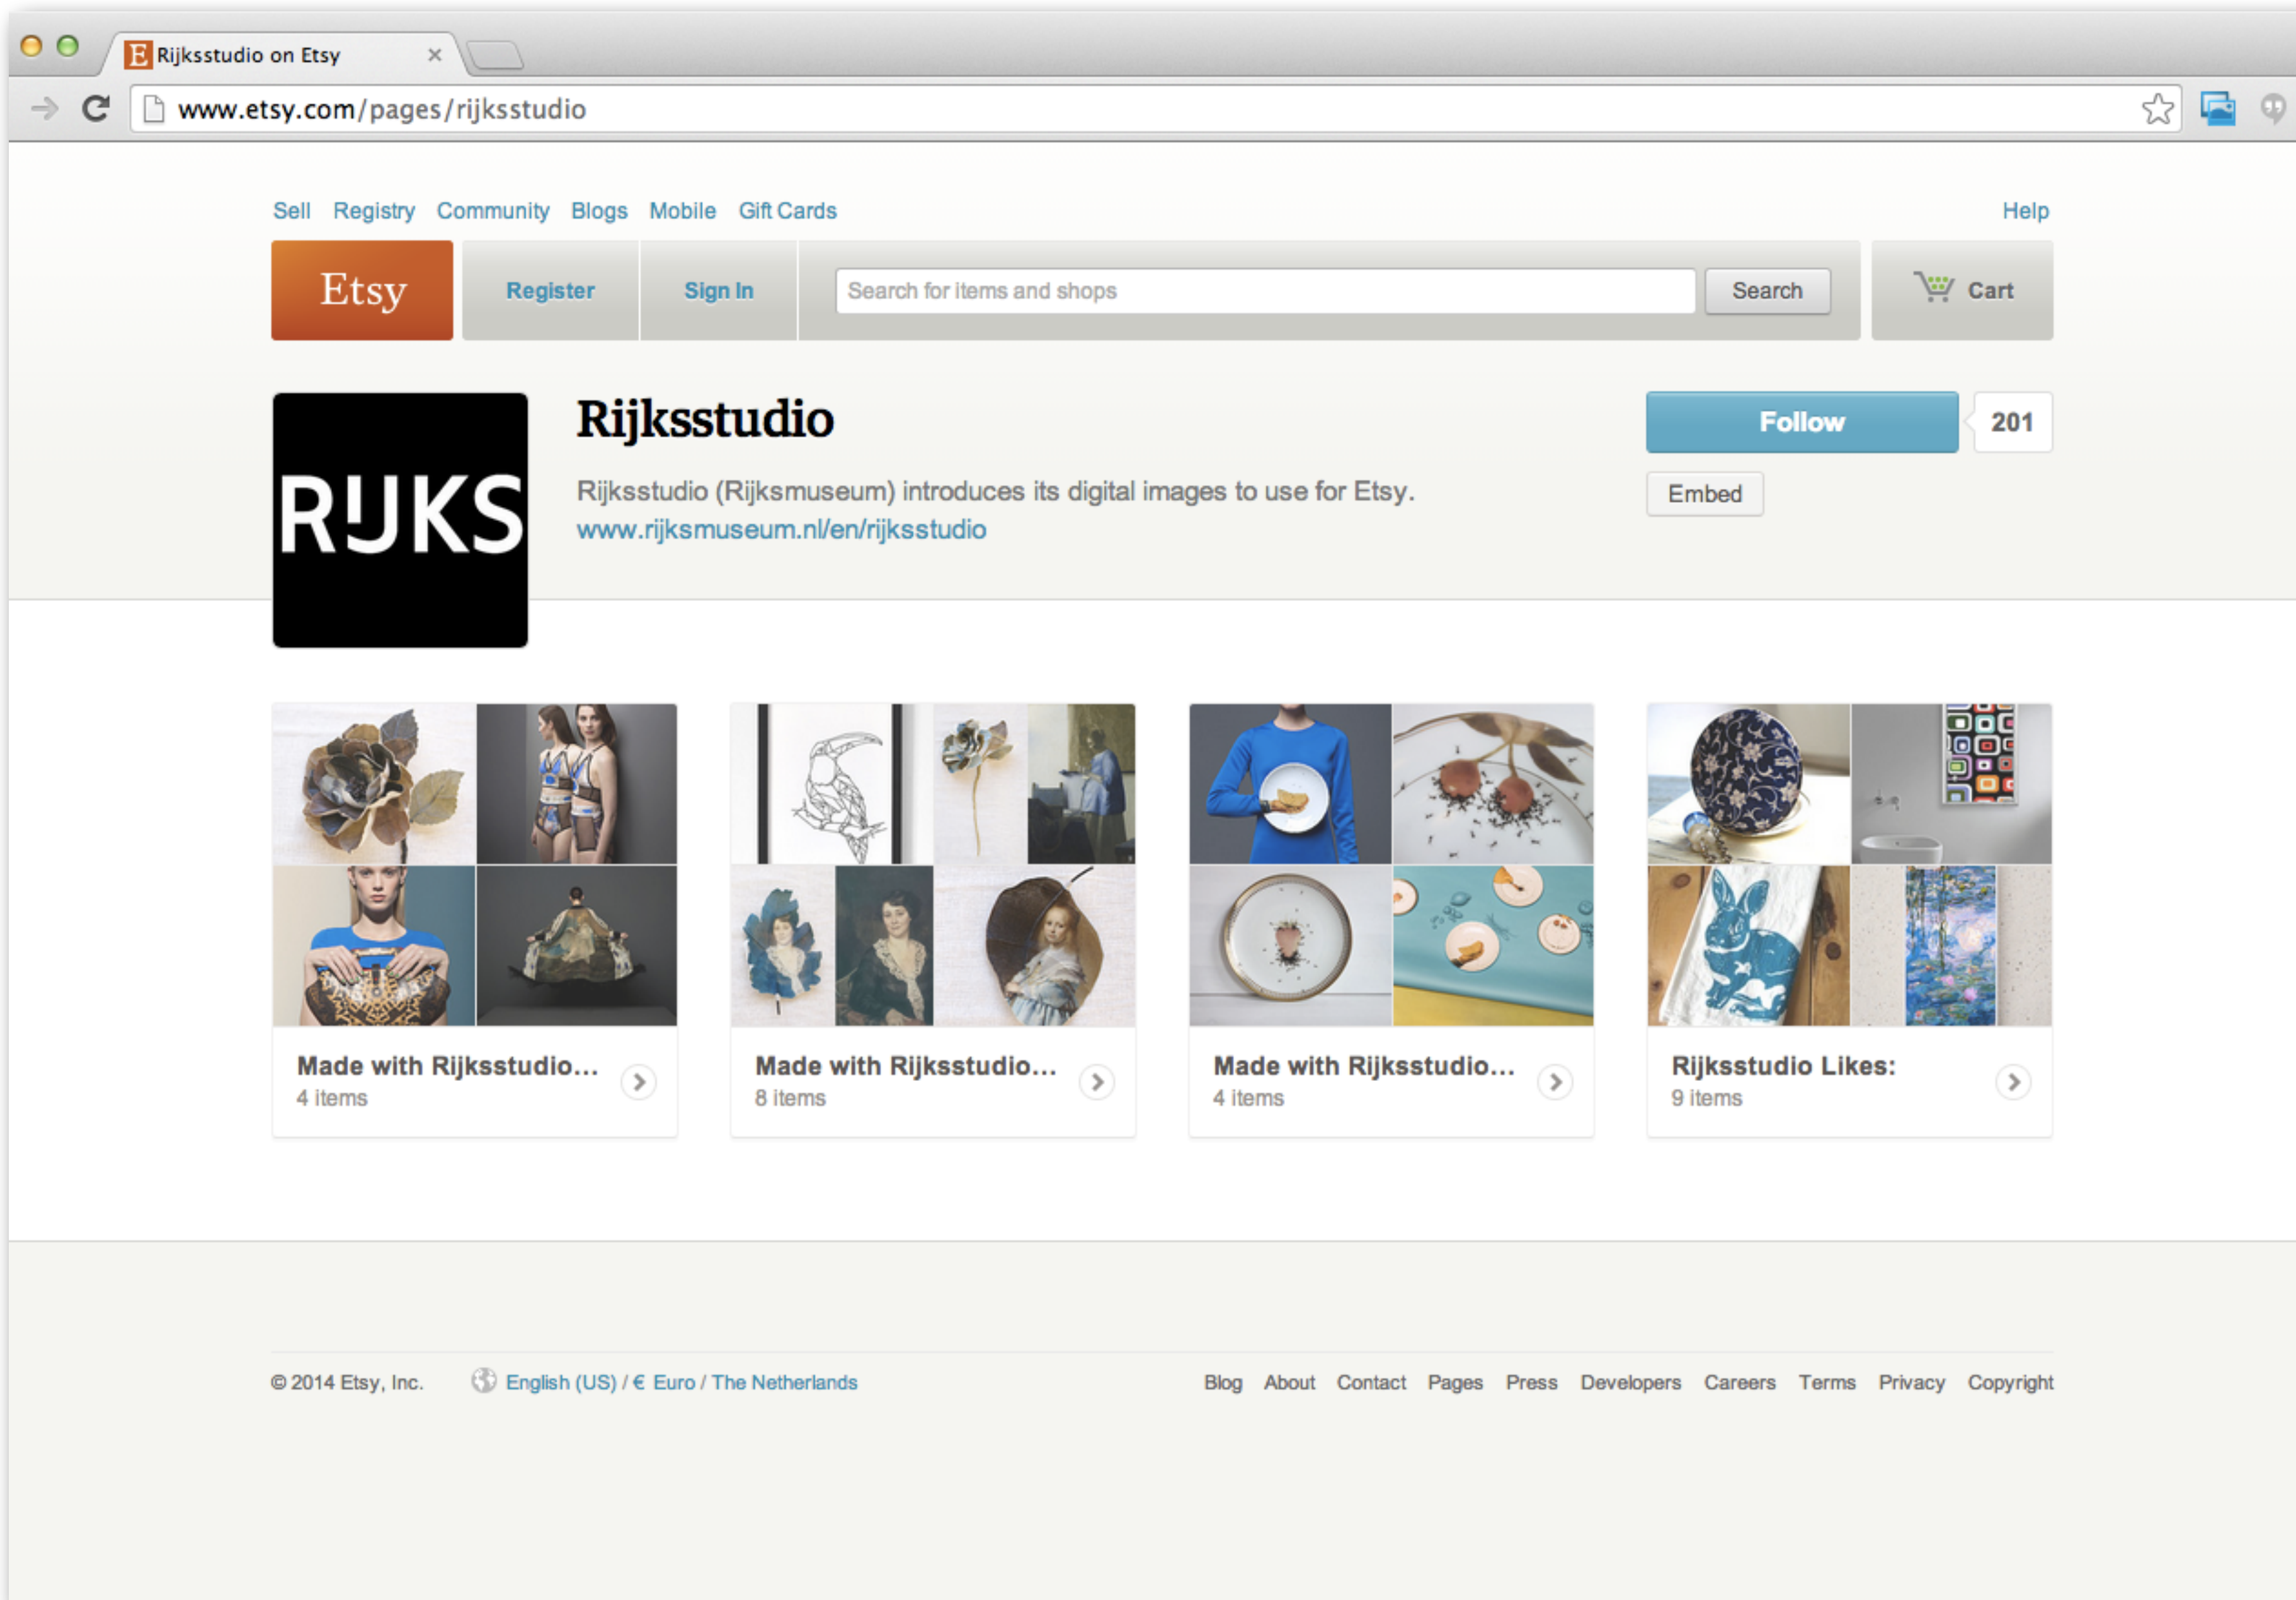 Rijksstudio on Etsy
www.etsy.com/pages/rijksstudio
Sell Registry Community Blogs Mobile Gift Cards Help
Etsy Register Sign In Search for items and shops Search Cart
RIJKS
Rijksstudio
Follow 201
Rijksstudio (Rijksmuseum) introduces its digital images to use for Etsy.
www.rijksmuseum.nl/en/rijksstudio
Embed
Made with Rijksstudio...
4 items
Made with Rijksstudio...
8 items
Made with Rijksstudio...
4 items
Rijksstudio Likes:
9 items
© 2014 Etsy, Inc. English (US) / € Euro / The Netherlands Blog About Contact Pages Press Developers Careers Terms Privacy Copyright